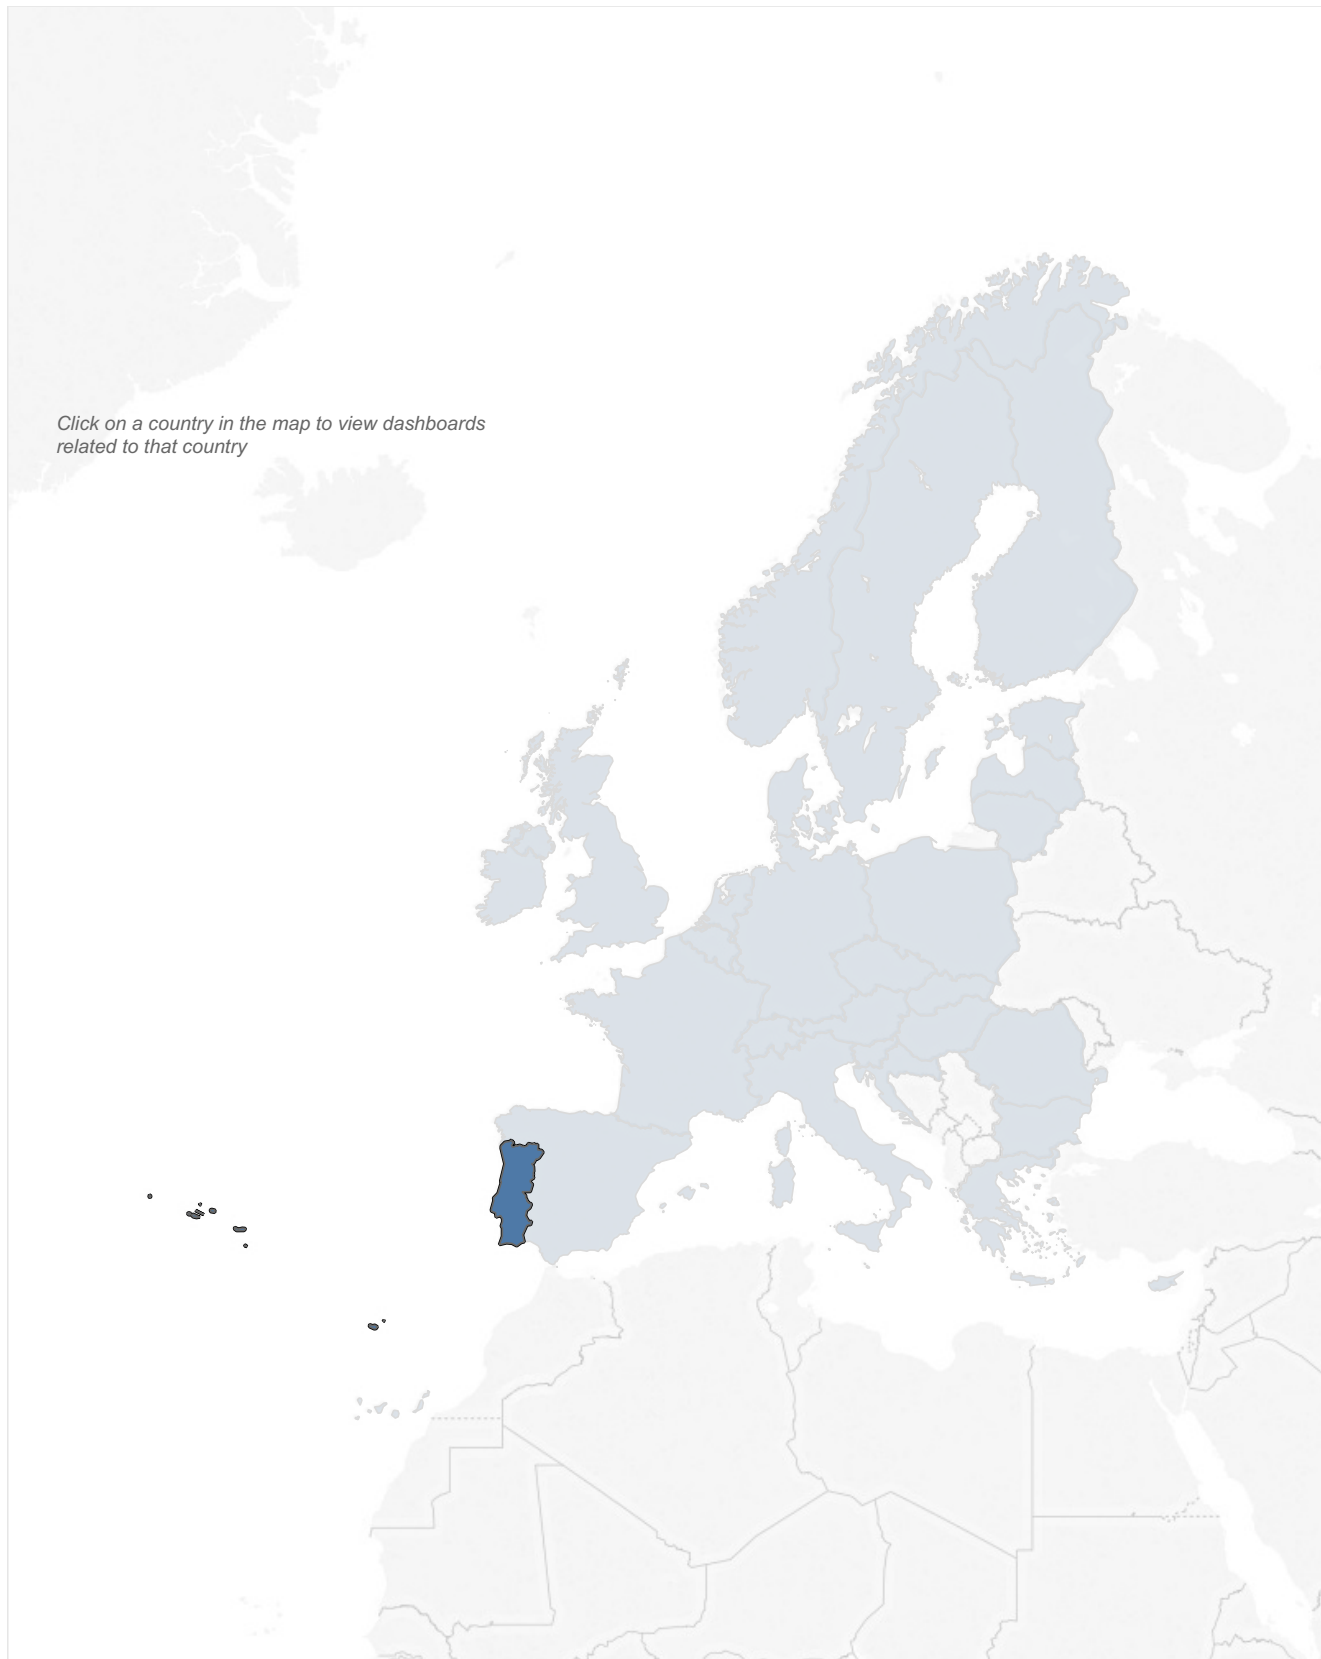 Click on a country in the map to view dashboards
related to that country